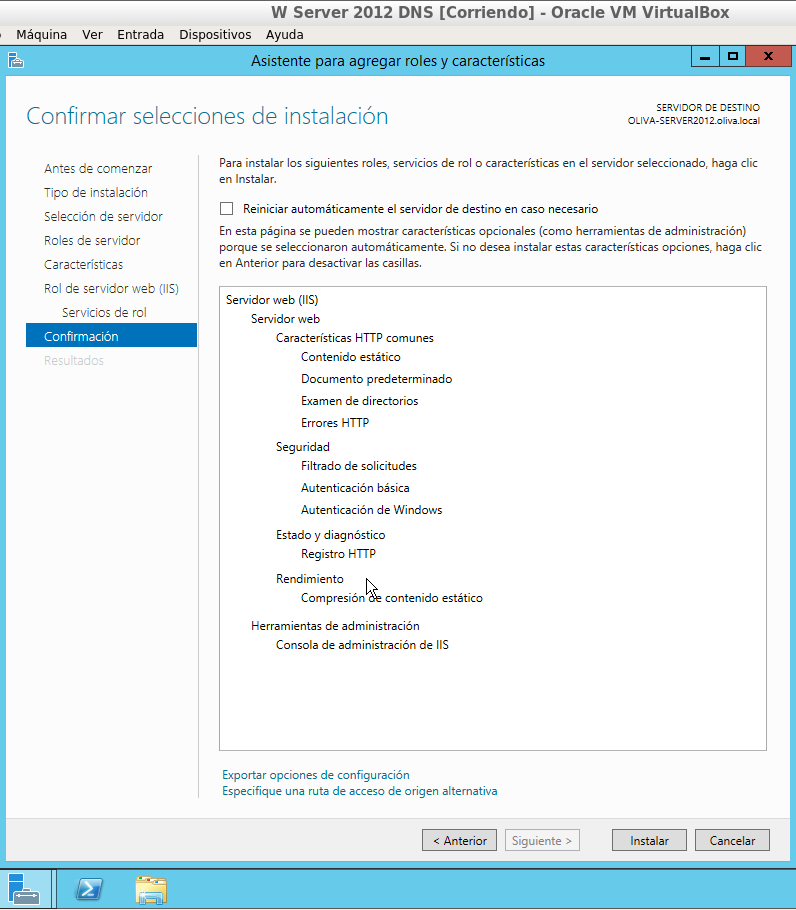 W Server 2012 DNS [Corriendo] - Oracle VM VirtualBox
Máquina Ver Entrada Dispositivos Ayuda
Asistente para agregar roles y características
Confirmar selecciones de instalación
SERVIDOR DE DESTINO
OLIVA-SERVER2012.oliva.local
Antes de comenzar
Tipo de instalación
Selección de servidor
Roles de servidor
Características
Rol de servidor web (IIS)
Servicios de rol
Confirmación
Resultados
Para instalar los siguientes roles, servicios de rol o características en el servidor seleccionado, haga clic
en Instalar.
Reiniciar automáticamente el servidor de destino en caso necesario
En esta página se pueden mostrar características opcionales (como herramientas de administración)
porque se seleccionaron automáticamente. Si no desea instalar estas características opciones, haga clic
en Anterior para desactivar las casillas.
Servidor web (IIS)
Servidor web
Características HTTP comunes
Contenido estático
Documento predeterminado
Examen de directorios
Errores HTTP
Seguridad
Filtrado de solicitudes
Autenticación básica
Autenticación de Windows
Estado y diagnóstico
Registro HTTP
Rendimiento
Compresión de contenido estático
Herramientas de administración
Consola de administración de IIS
Exportar opciones de configuración
Especifique una ruta de acceso de origen alternativa
< Anterior Siguiente > Instalar Cancelar